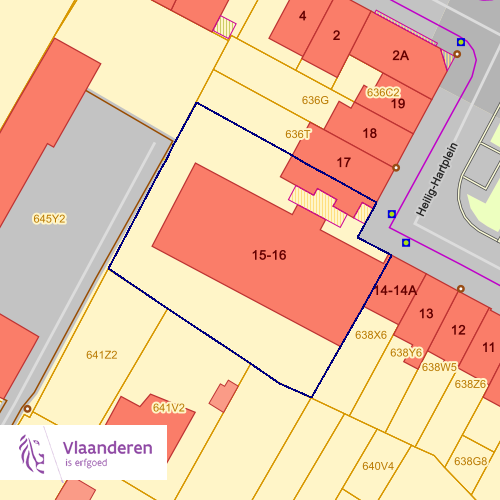 4
2
2A
636C2
636G
19
636T
18
17
Heilig-Hartplein
645Y2
15-16
14-14A
13
12
11
638X6
638Y6
638W5
638Z6
641Z2
641V2
640V4
638G8
Vlaanderen
is erfgoed